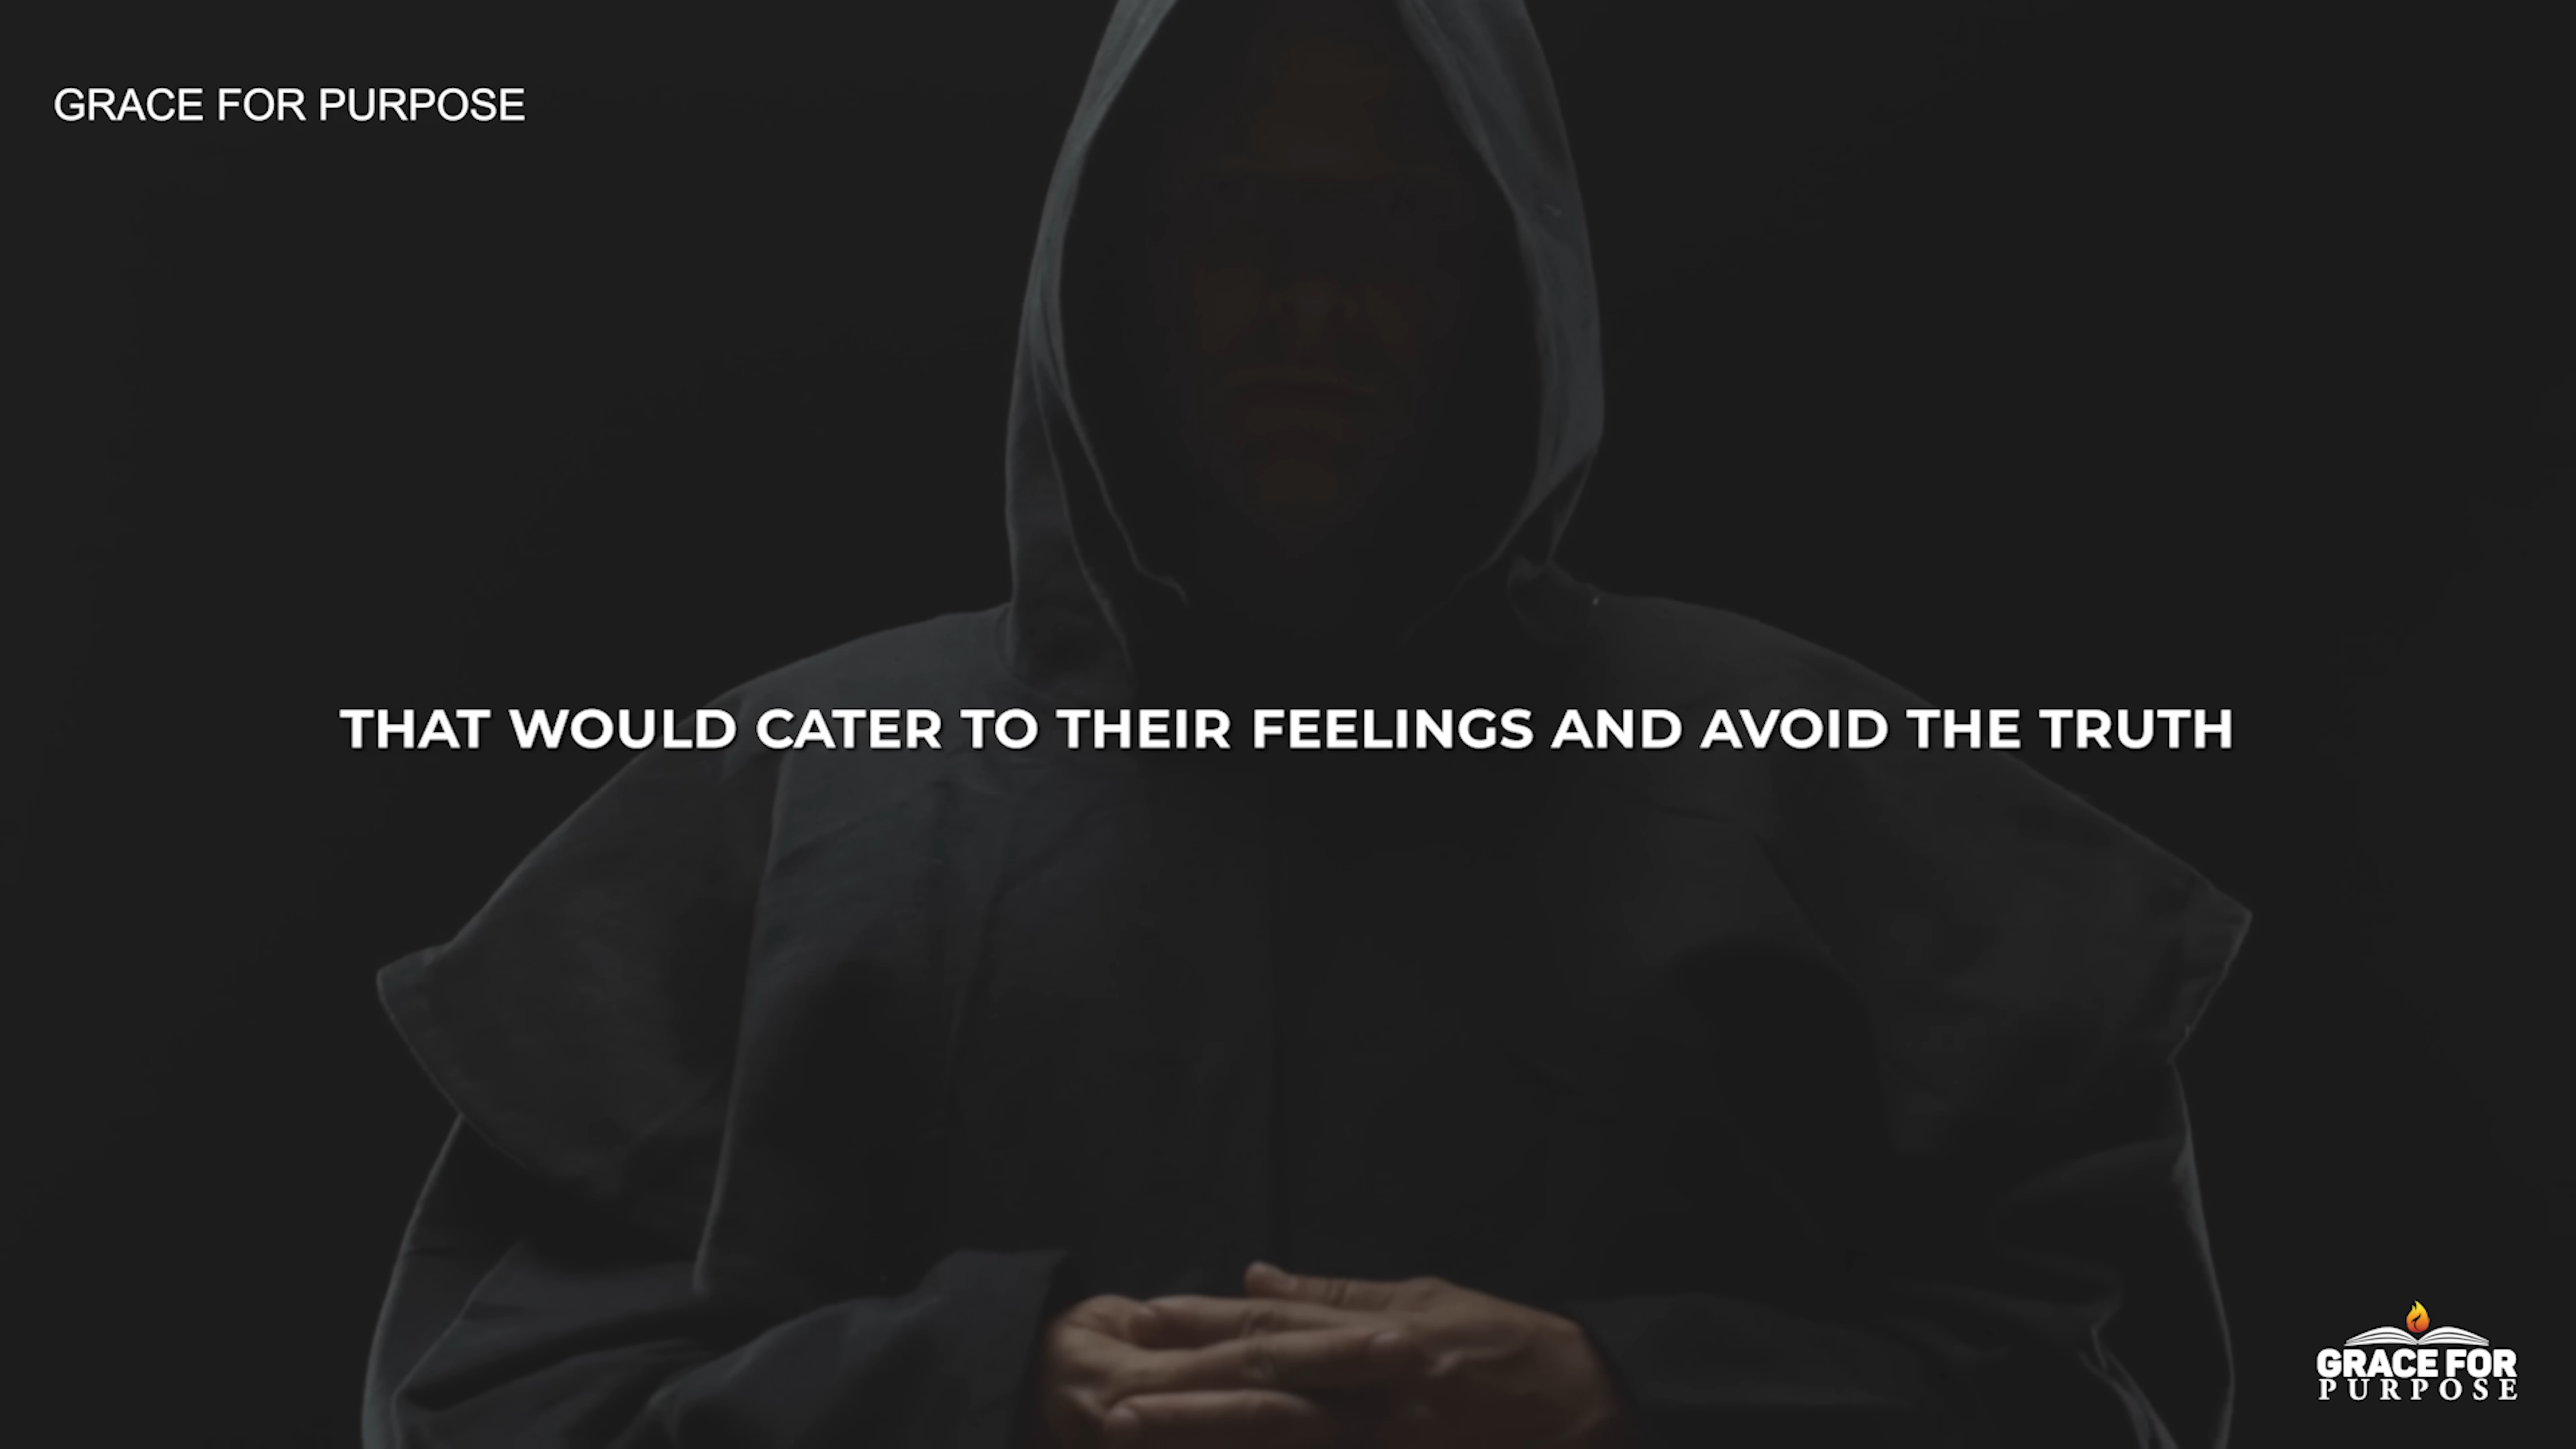 GRACE FOR PURPOSE
THAT WOULD CATER TO THEIR FEELINGS AND AVOID THE TRUTH
GRACE FOR
PURPOSE